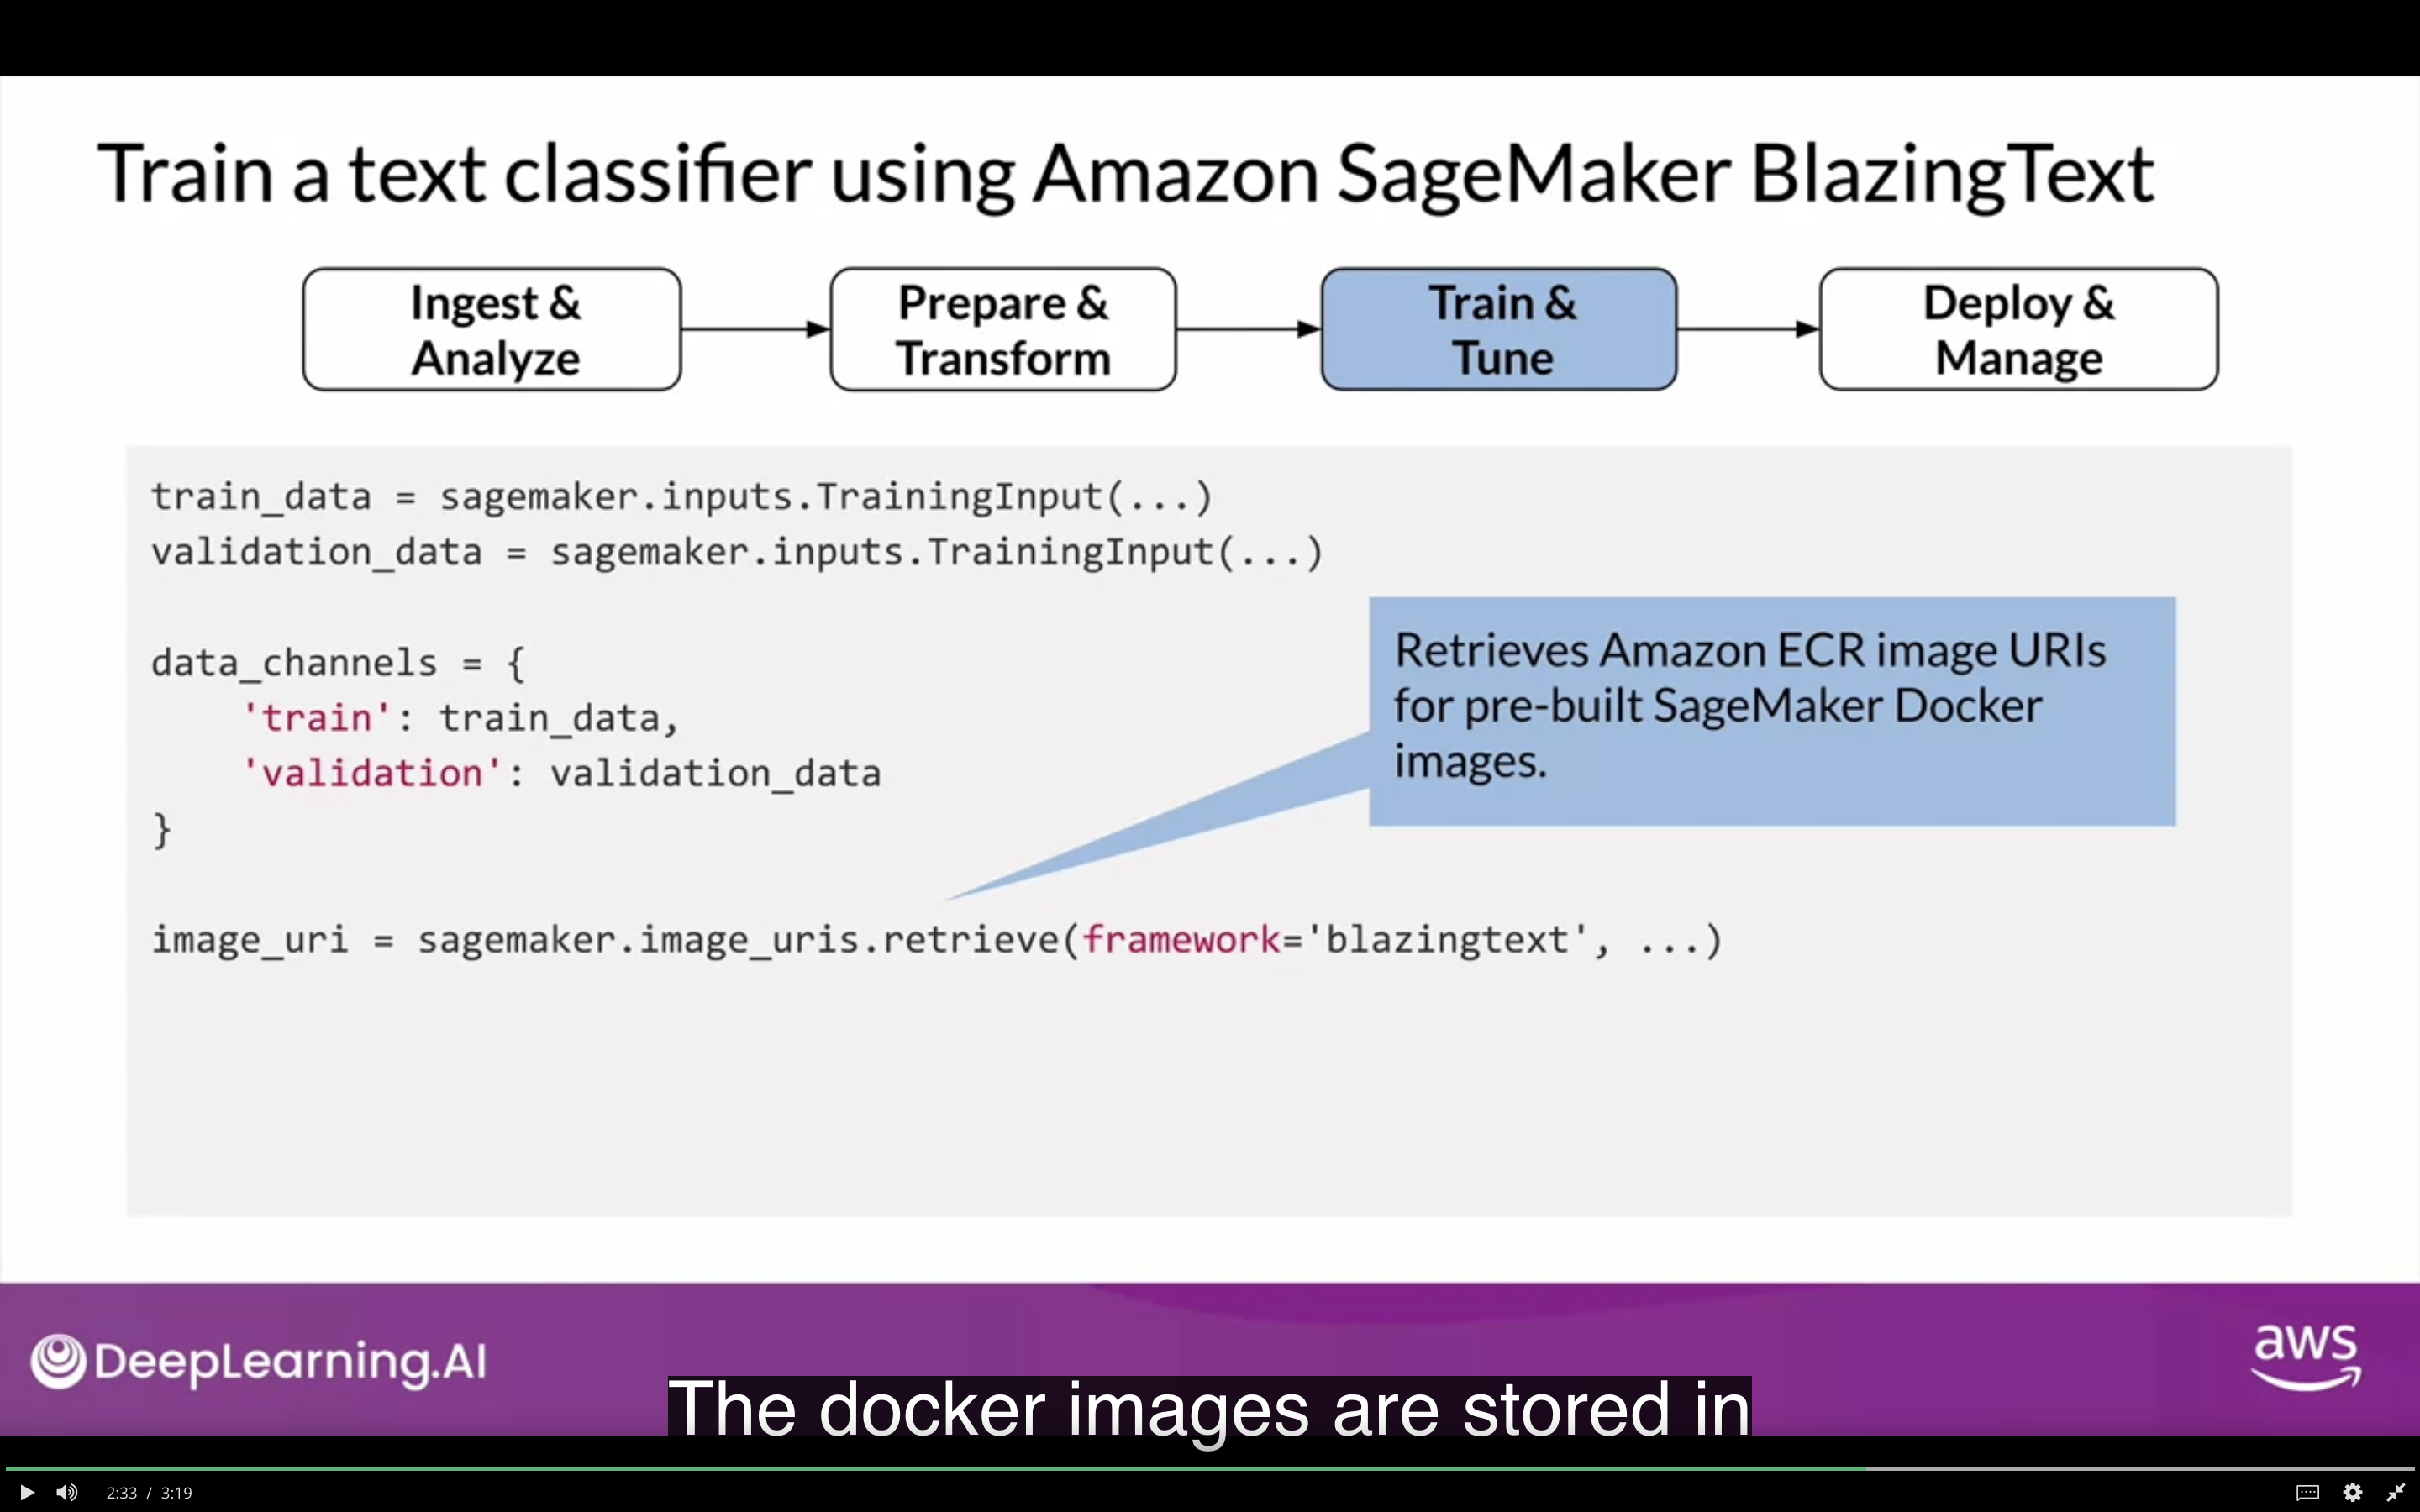 Train a text classifier using Amazon SageMaker BlazingText
Ingest &
Analyze
Prepare &
Transform
Train &
Tune
Deploy &
Manage
train_data = sagemaker.inputs.TrainingInput(...)
validation_data = sagemaker.inputs.TrainingInput(...)
data_channels = {
    'train': train_data,
    'validation': validation_data
}
Retrieves Amazon ECR image URIs
for pre-built SageMaker Docker
images.
image_uri = sagemaker.image_uris.retrieve(framework='blazingtext', ...)
DeepLearning.AI
aws
The docker images are stored in
2:33 / 3:19